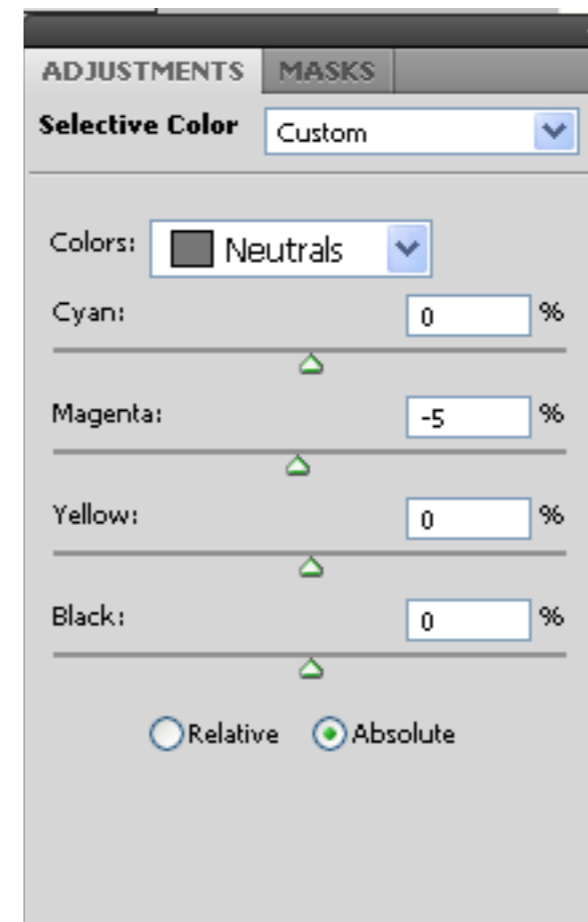 ADJUSTMENTS MASKS
Selective Color Custom
Colors: Neutrals
Cyan: 0 %
Magenta: -5 %
Yellow: 0 %
Black: 0 %
Relative Absolute